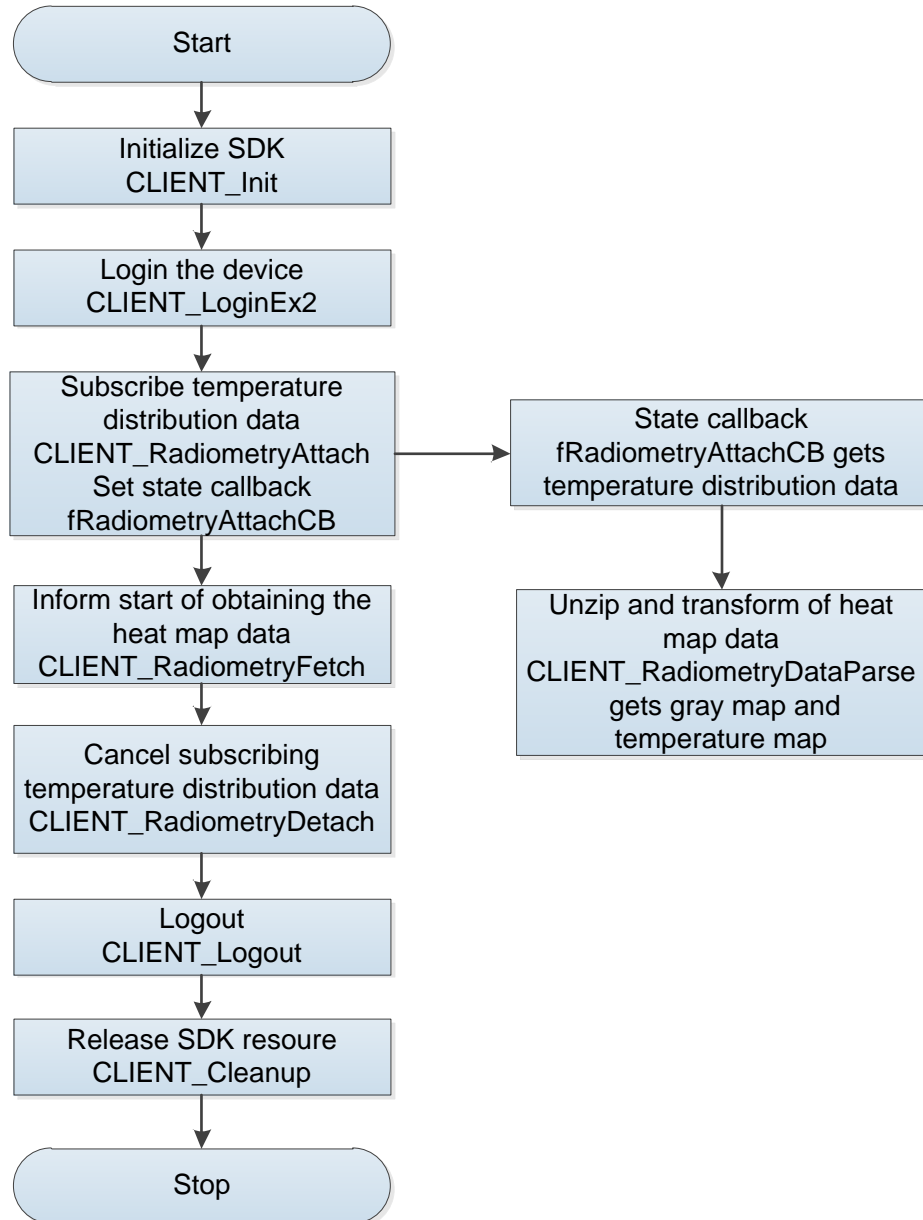 Start
Initialize SDK
CLIENT_Init
Login the device
CLIENT_LoginEx2
Subscribe temperature
distribution data
CLIENT_RadiometryAttach
Set state callback
fRadiometryAttachCB
State callback
fRadiometryAttachCB gets
temperature distribution data
Inform start of obtaining the
heat map data
CLIENT_RadiometryFetch
Unzip and transform of heat
map data
CLIENT_RadiometryDataParse
gets gray map and
temperature map
Cancel subscribing
temperature distribution data
CLIENT_RadiometryDetach
Logout
CLIENT_Logout
Release SDK resoure
CLIENT_Cleanup
Stop